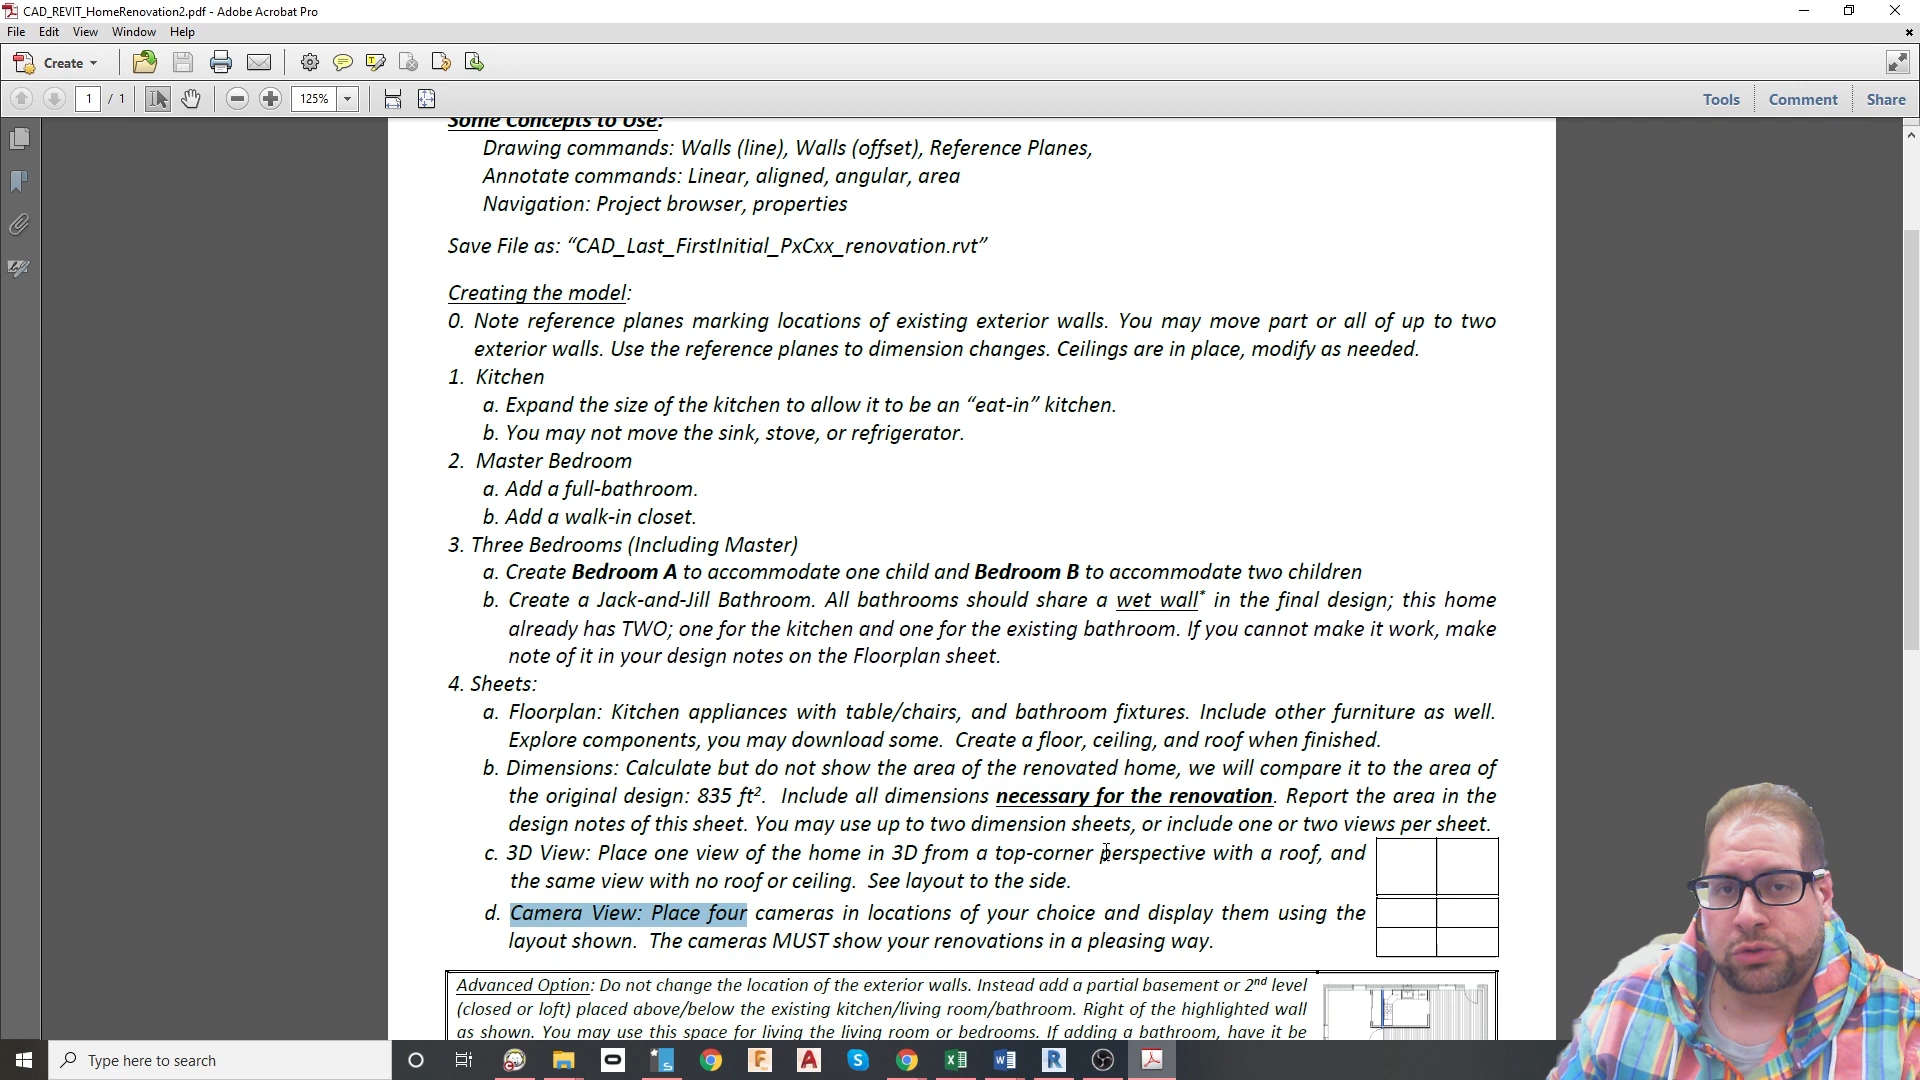 CAD_REVIT_HomeRenovation2.pdf - Adobe Acrobat Pro
File Edit View Window Help
Create
1 / 1 125% Tools Comment Share
Some Concepts to Use:
Drawing commands: Walls (line), Walls (offset), Reference Planes,
Annotate commands: Linear, aligned, angular, area
Navigation: Project browser, properties
Save File as: “CAD_Last_FirstInitial_PxCxx_renovation.rvt”
Creating the model:
0. Note reference planes marking locations of existing exterior walls. You may move part or all of up to two
exterior walls. Use the reference planes to dimension changes. Ceilings are in place, modify as needed.
1. Kitchen
a. Expand the size of the kitchen to allow it to be an “eat-in” kitchen.
b. You may not move the sink, stove, or refrigerator.
2. Master Bedroom
a. Add a full-bathroom.
b. Add a walk-in closet.
3. Three Bedrooms (Including Master)
a. Create Bedroom A to accommodate one child and Bedroom B to accommodate two children
b. Create a Jack-and-Jill Bathroom. All bathrooms should share a wet wall* in the final design; this home
already has TWO; one for the kitchen and one for the existing bathroom. If you cannot make it work, make
note of it in your design notes on the Floorplan sheet.
4. Sheets:
a. Floorplan: Kitchen appliances with table/chairs, and bathroom fixtures. Include other furniture as well.
Explore components, you may download some. Create a floor, ceiling, and roof when finished.
b. Dimensions: Calculate but do not show the area of the renovated home, we will compare it to the area of
the original design: 835 ft². Include all dimensions necessary for the renovation. Report the area in the
design notes of this sheet. You may use up to two dimension sheets, or include one or two views per sheet.
c. 3D View: Place one view of the home in 3D from a top-corner perspective with a roof, and
the same view with no roof or ceiling. See layout to the side.
d. Camera View: Place four cameras in locations of your choice and display them using the
layout shown. The cameras MUST show your renovations in a pleasing way.
Advanced Option: Do not change the location of the exterior walls. Instead add a partial basement or 2nd level
(closed or loft) placed above/below the existing kitchen/living room/bathroom. Right of the highlighted wall
as shown. You may use this space for living the living room or bedrooms. If adding a bathroom, have it be
Type here to search